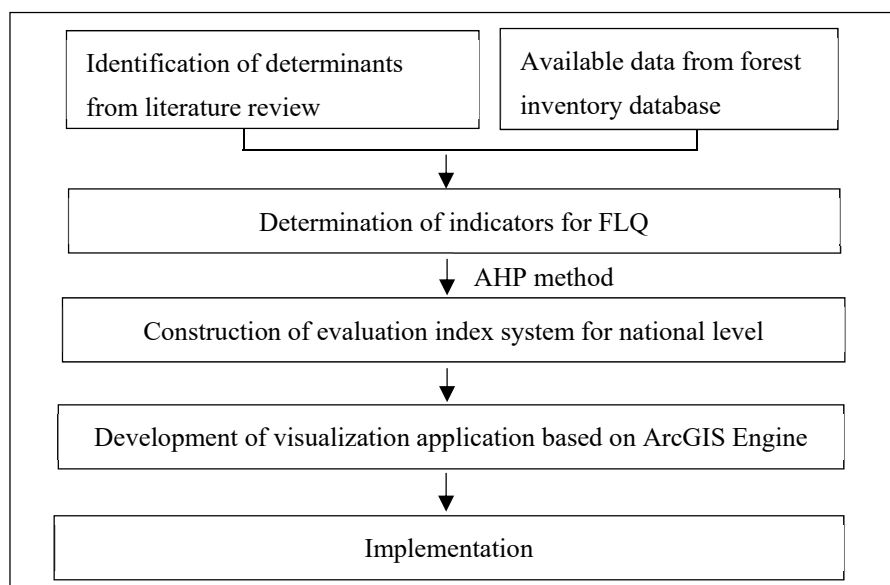 Identification of determinants
from literature review
Available data from forest
inventory database
Determination of indicators for FLQ
AHP method
Construction of evaluation index system for national level
Development of visualization application based on ArcGIS Engine
Implementation